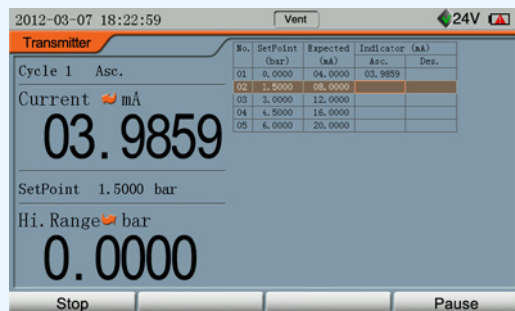 2012-03-07 18:22:59 Vent 24V
Transmitter
Cycle 1 Asc.
Current mA
03.9859
SetPoint 1.5000 bar
Hi.Range bar
0.0000
No. SetPoint Expected Indicator (mA)
(bar) (mA) Asc. Des.
01 0.0000 04.0000 03.9859
02 1.5000 08.0000
03 3.0000 12.0000
04 4.5000 16.0000
05 6.0000 20.0000
Stop Pause